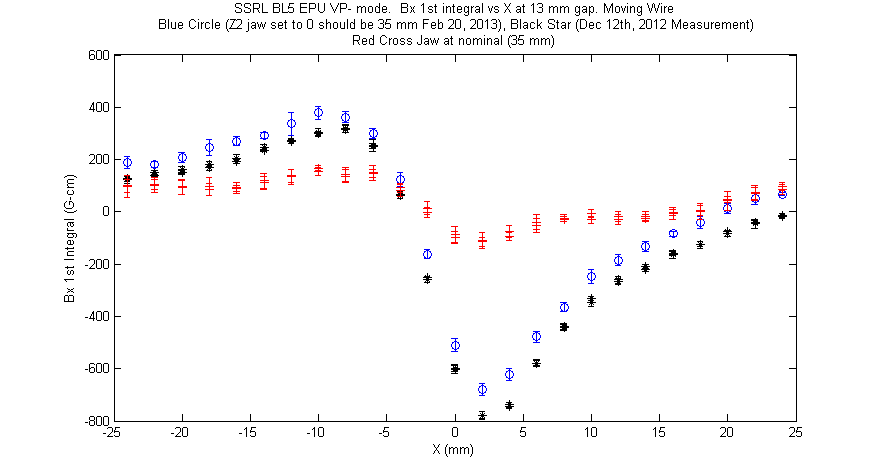 SSRL BL5 EPU VP- mode. Bx 1st integral vs X at 13 mm gap. Moving Wire
Blue Circle (Z2 jaw set to 0 should be 35 mm Feb 20, 2013), Black Star (Dec 12th, 2012 Measurement)
Red Cross Jaw at nominal (35 mm)
600
400
200
0
-200
-400
-600
-800
Bx 1st Integral (G-cm)
-25 -20 -15 -10 -5 0 5 10 15 20 25
X (mm)